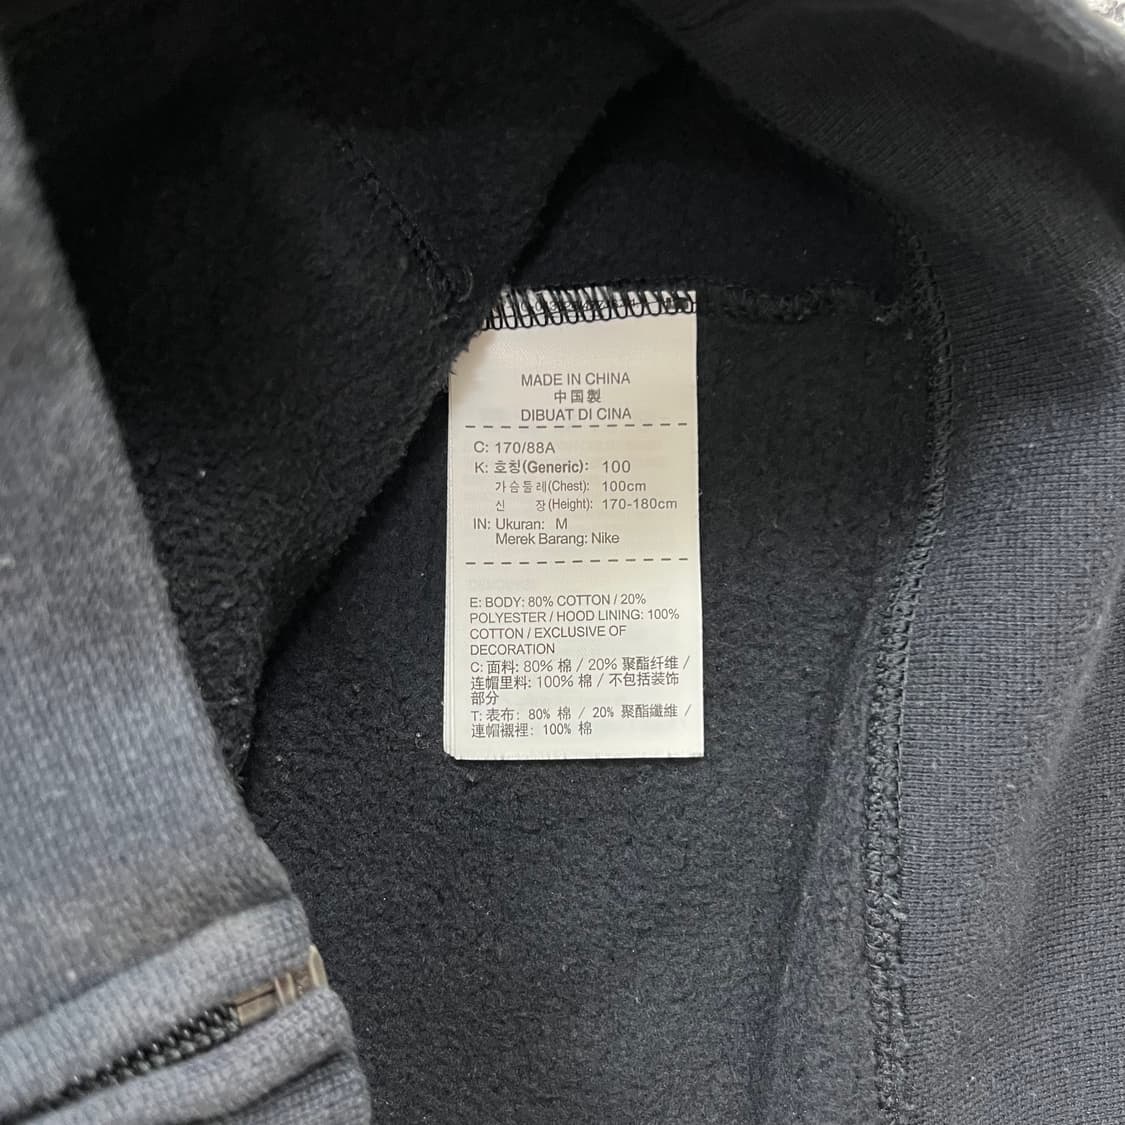 MADE IN CHINA
中国製
DIBUAT DI CINA
C: 170/88A
K: 호칭(Generic): 100
가슴둘레(Chest): 100cm
신 장(Height): 170-180cm
IN: Ukuran: M
Merek Barang: Nike
E: BODY: 80% COTTON / 20%
POLYESTER / HOOD LINING: 100%
COTTON / EXCLUSIVE OF
DECORATION
C: 面料: 80% 棉 / 20% 聚酯纤维 /
连帽里料: 100% 棉 / 不包括装饰
部分
T: 表布: 80% 棉 / 20% 聚酯纖維 /
連帽襯裡: 100% 棉